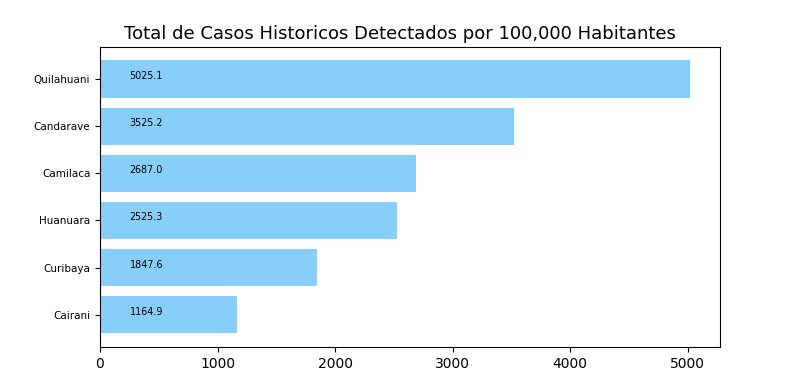 Total de Casos Historicos Detectados por 100,000 Habitantes
Quilahuani 5025.1
Candarave 3525.2
Camilaca 2687.0
Huanuara 2525.3
Curibaya 1847.6
Cairani 1164.9
0 1000 2000 3000 4000 5000